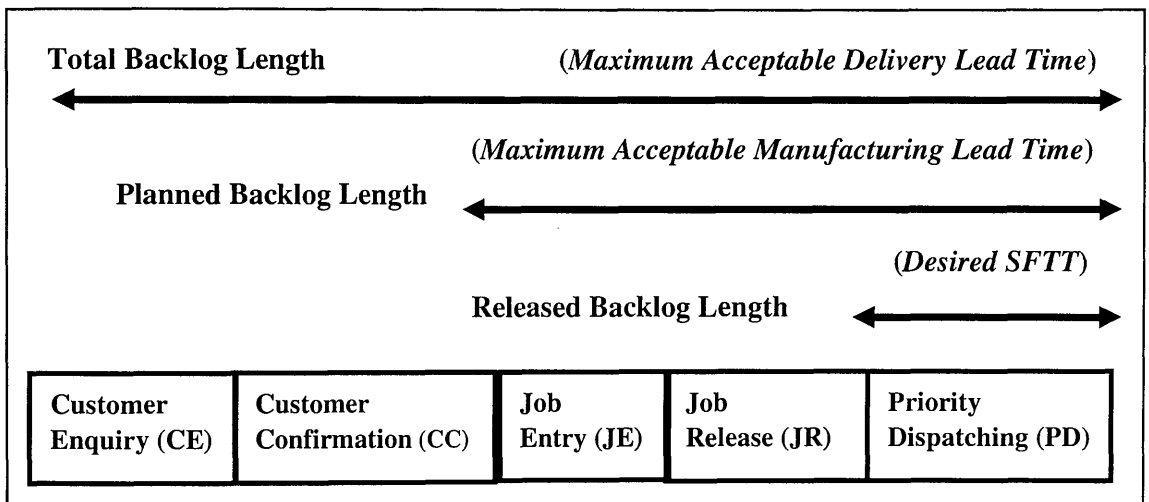 Total Backlog Length (Maximum Acceptable Delivery Lead Time)
(Maximum Acceptable Manufacturing Lead Time)
Planned Backlog Length
(Desired SFTT)
Released Backlog Length
Customer Enquiry (CE)
Customer Confirmation (CC)
Job Entry (JE)
Job Release (JR)
Priority Dispatching (PD)